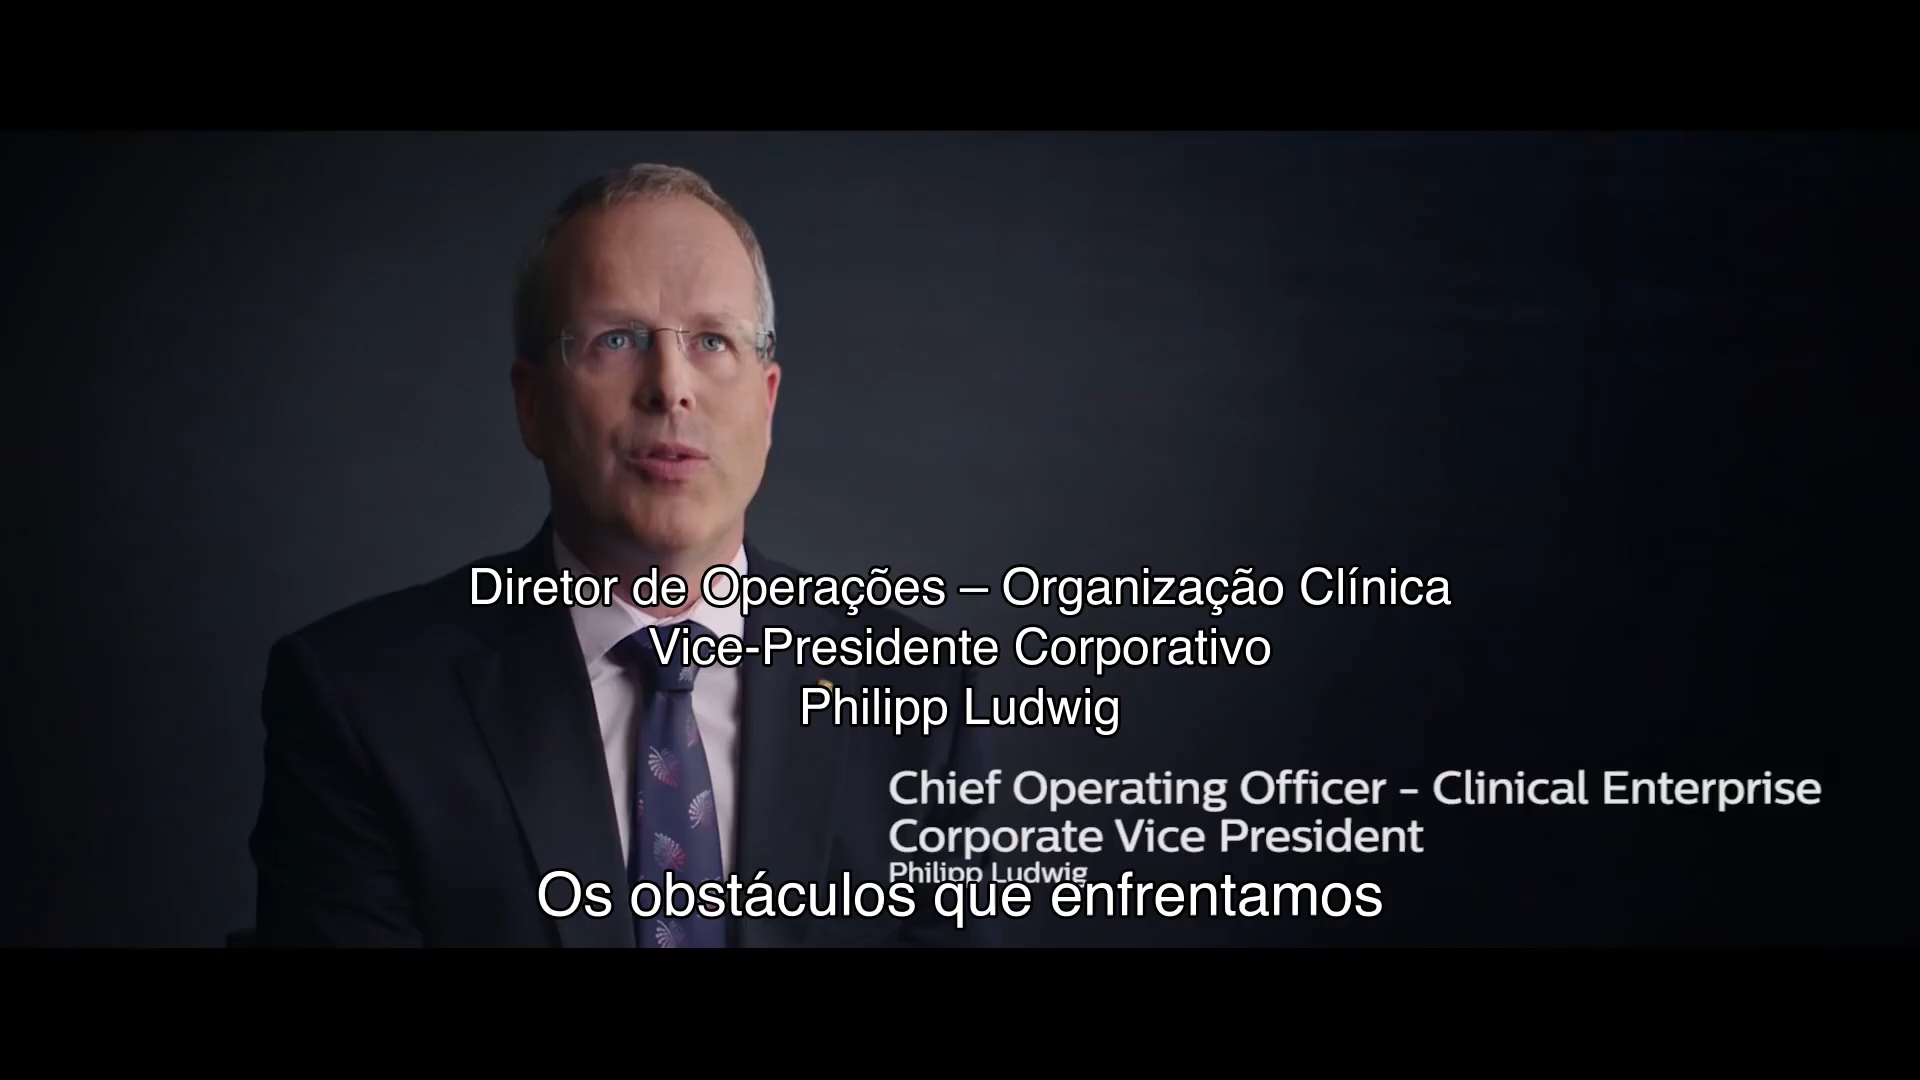 Diretor de Operações – Organização Clínica
Vice-Presidente Corporativo
Philipp Ludwig
Chief Operating Officer – Clinical Enterprise
Corporate Vice President
Philipp Ludwig
Os obstáculos que enfrentamos